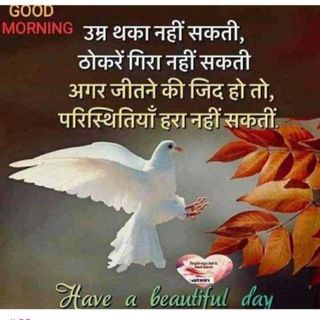 GOOD
MORNING
उम्र थका नहीं सकती,
ठोकरें गिरा नहीं सकती
अगर जीतने की जिद हो तो,
परिस्थितियाँ हरा नहीं सकतीं.
Have a beautiful day